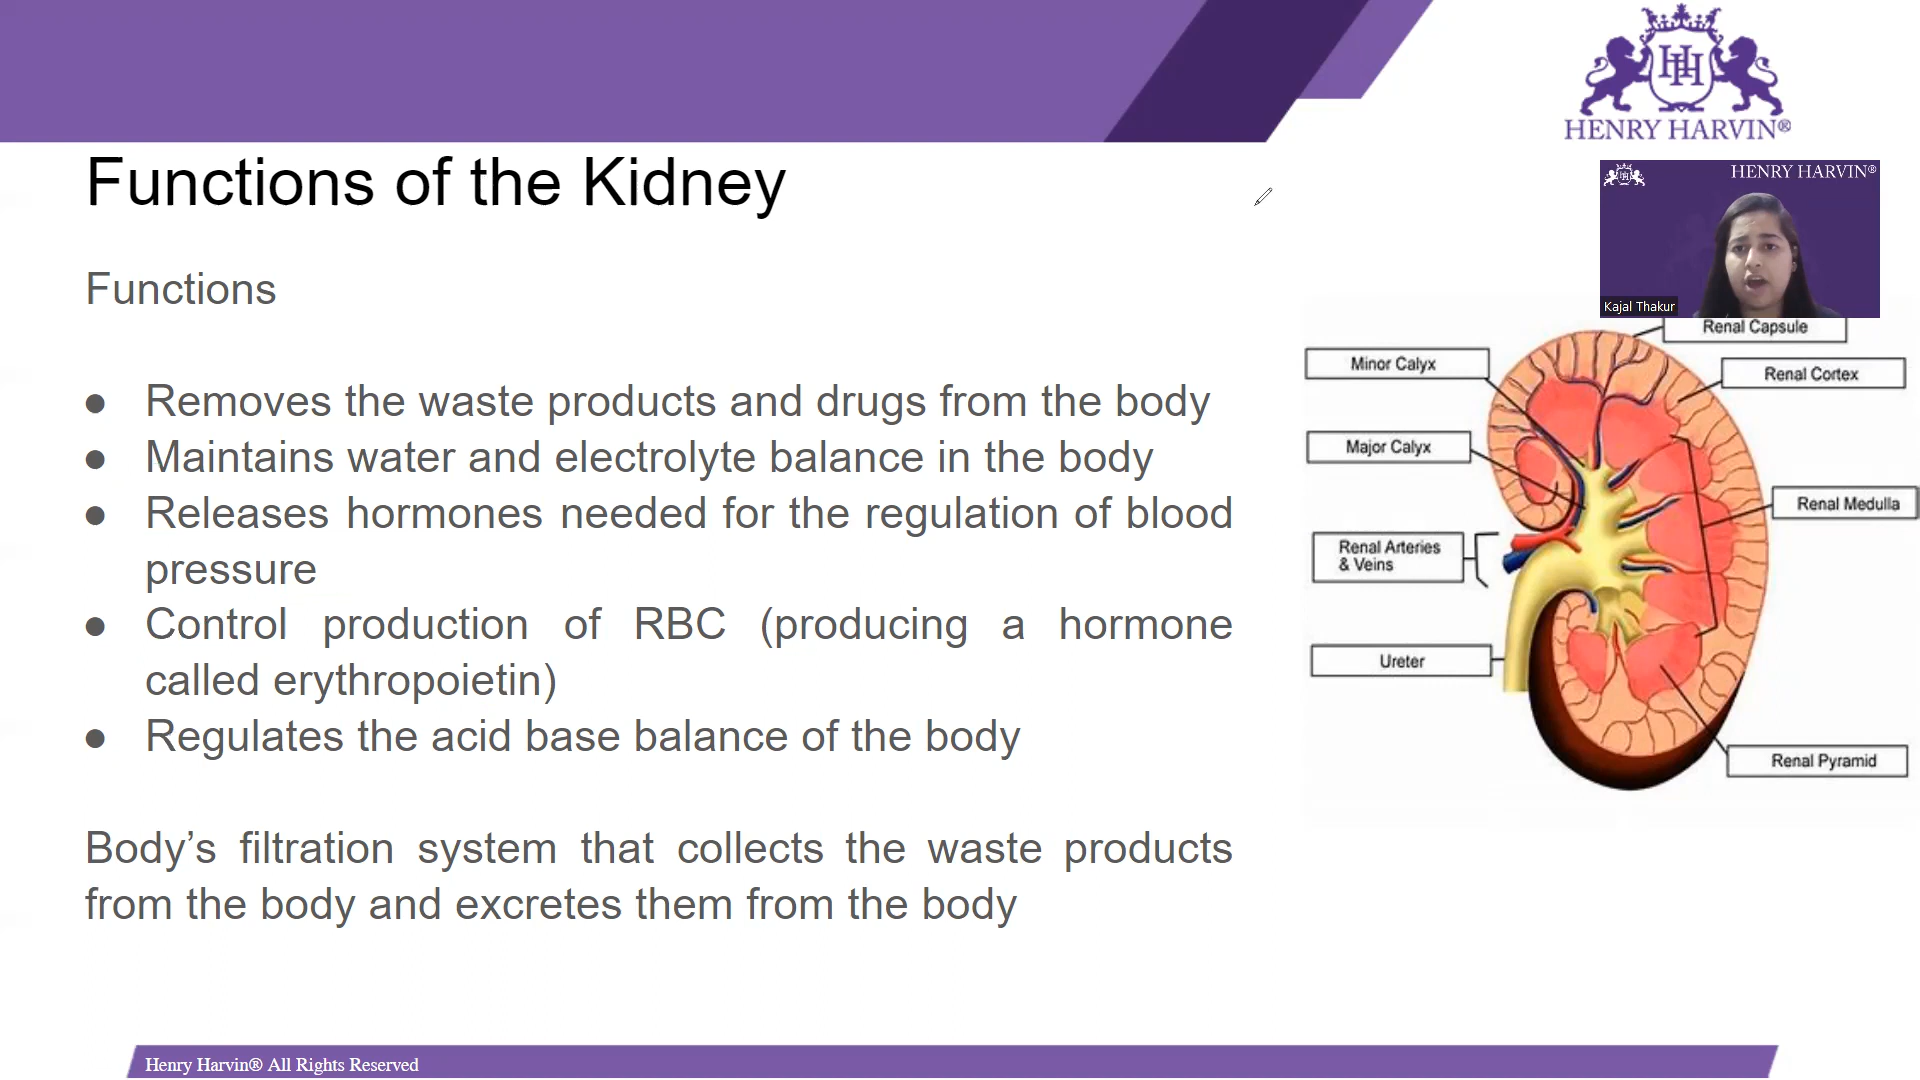 HH
HENRY HARVIN®
Functions of the Kidney
HENRY HARVIN®
Kajal Thakur
Functions
● Removes the waste products and drugs from the body
● Maintains water and electrolyte balance in the body
● Releases hormones needed for the regulation of blood
pressure
● Control production of RBC (producing a hormone
called erythropoietin)
● Regulates the acid base balance of the body
Body’s filtration system that collects the waste products
from the body and excretes them from the body
Renal Capsule
Minor Calyx
Renal Cortex
Major Calyx
Renal Medulla
Renal Arteries
& Veins
Ureter
Renal Pyramid
Henry Harvin® All Rights Reserved